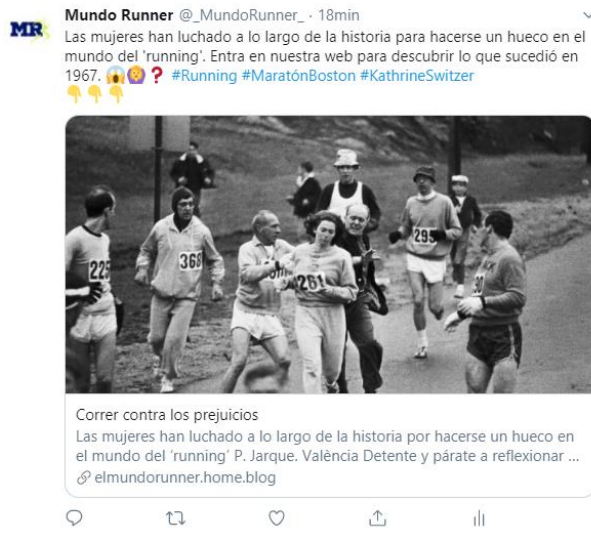 MR
Mundo Runner @_MundoRunner_ · 18min
Las mujeres han luchado a lo largo de la historia para hacerse un hueco en el
mundo del 'running'. Entra en nuestra web para descubrir lo que sucedió en
1967. 😱🙆❓ #Running #MaratónBoston #KathrineSwitzer
👇👇👇
225
368
261
295
Correr contra los prejuicios
Las mujeres han luchado a lo largo de la historia por hacerse un hueco en
el mundo del ‘running’ P. Jarque. València Detente y párate a reflexionar ...
elmundorunner.home.blog